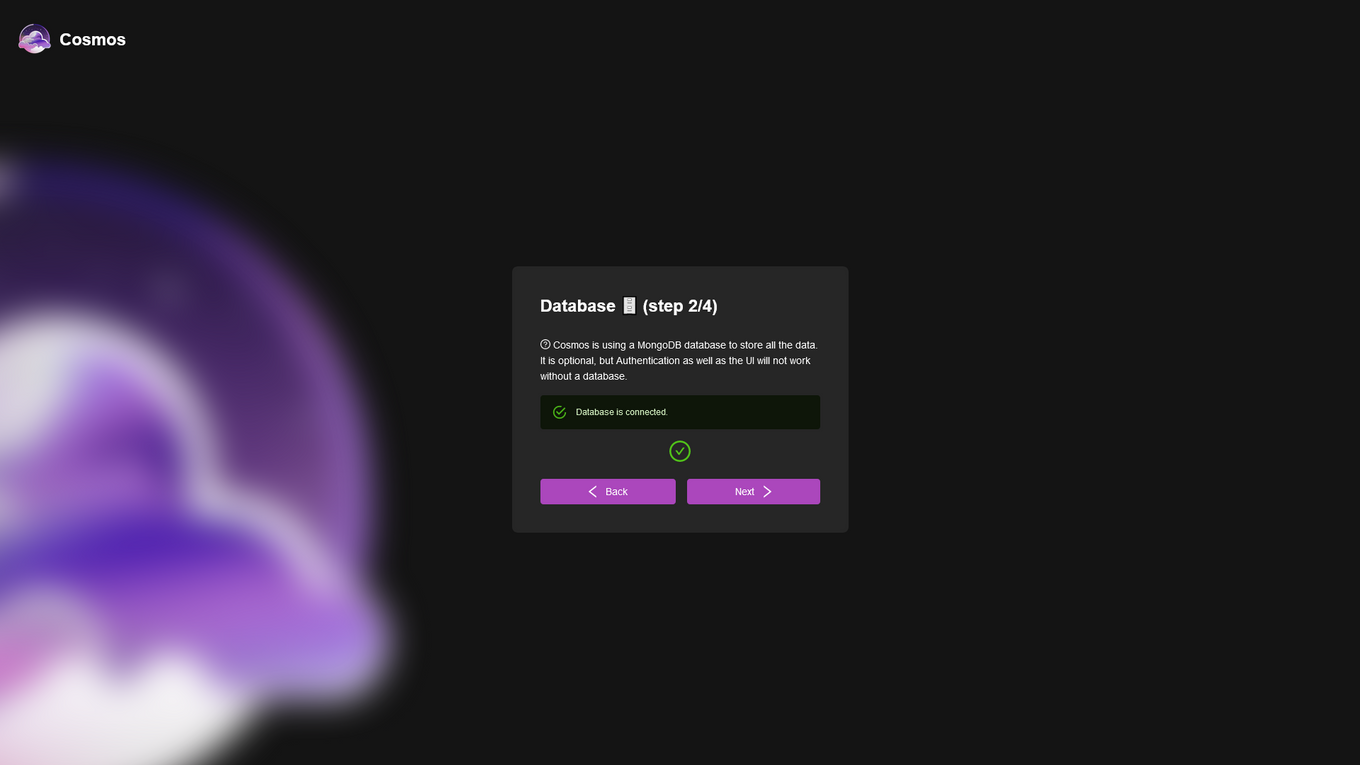 Cosmos
Database 🧾 (step 2/4)
Cosmos is using a MongoDB database to store all the data.
It is optional, but Authentication as well as the UI will not work
without a database.
Database is connected.
Back
Next